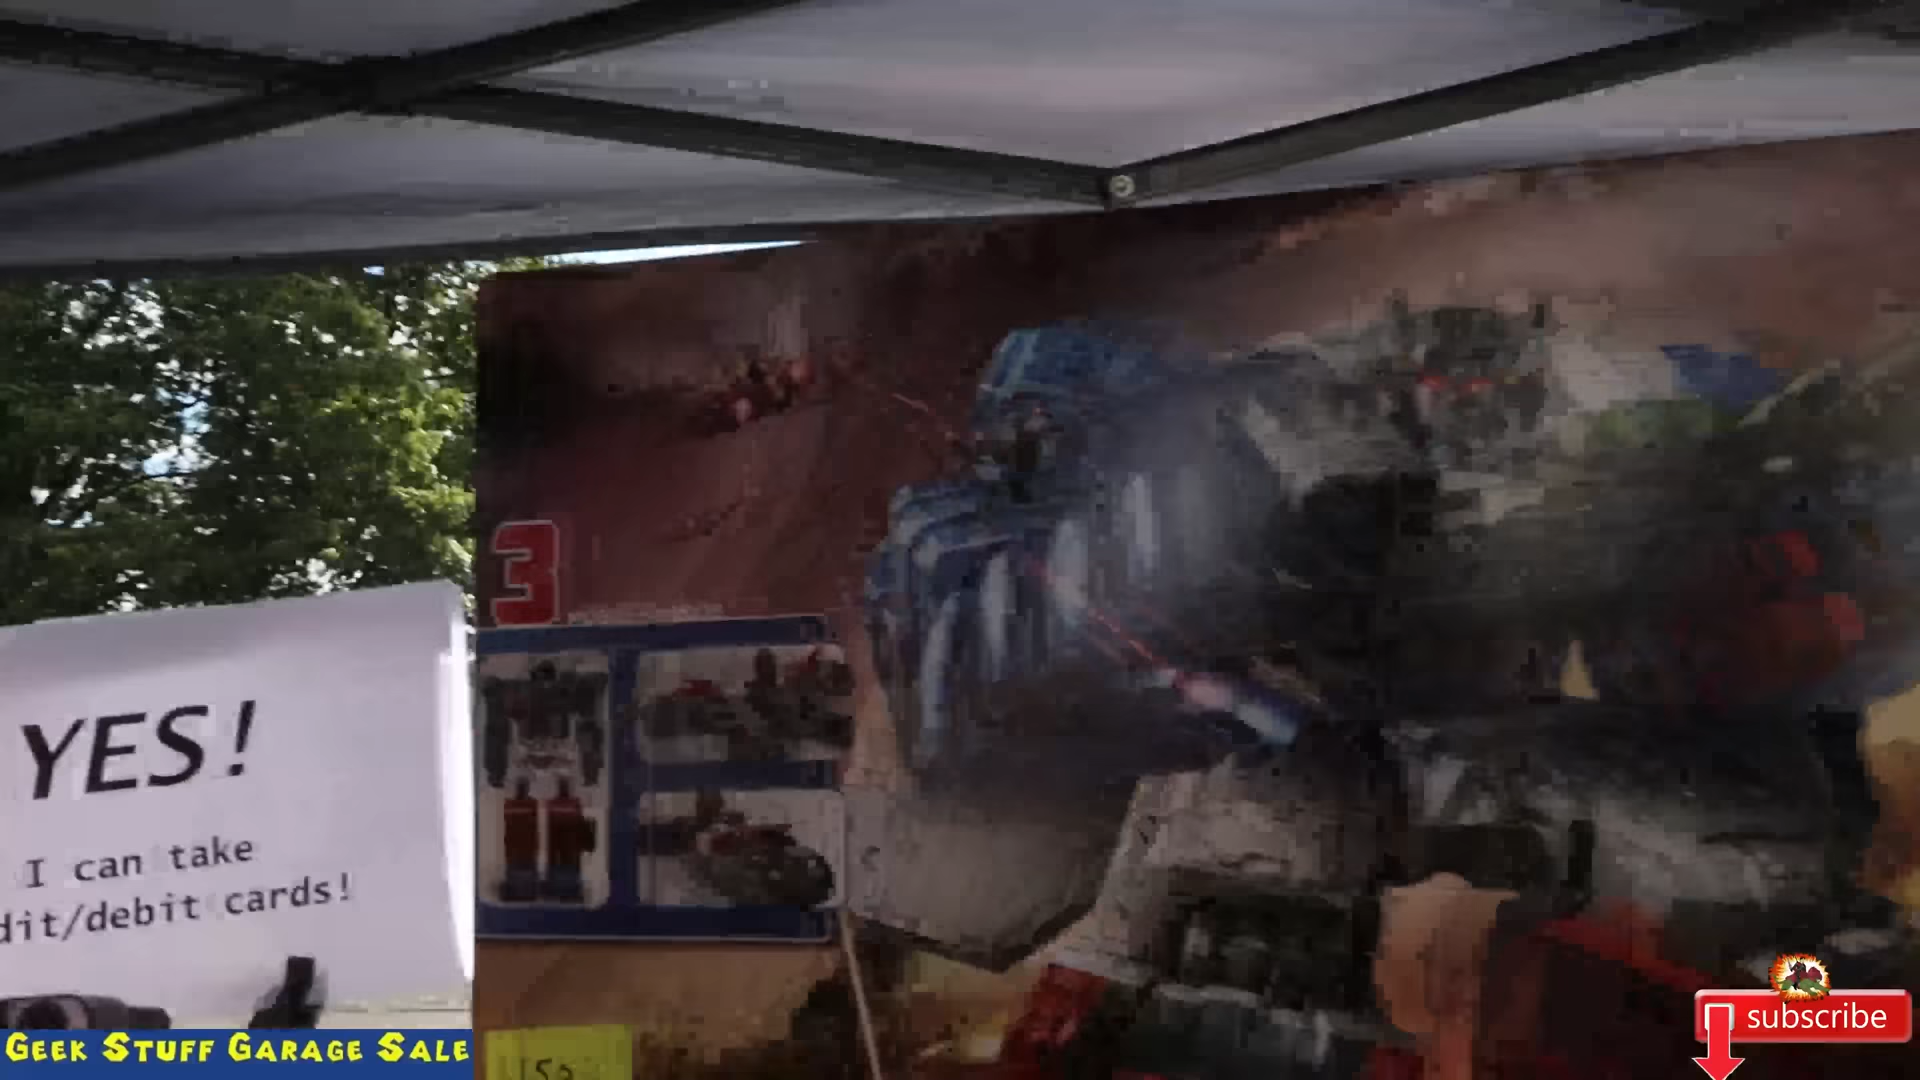 3
YES!
I can take
dit/debit cards!
GEEK STUFF GARAGE SALE
subscribe